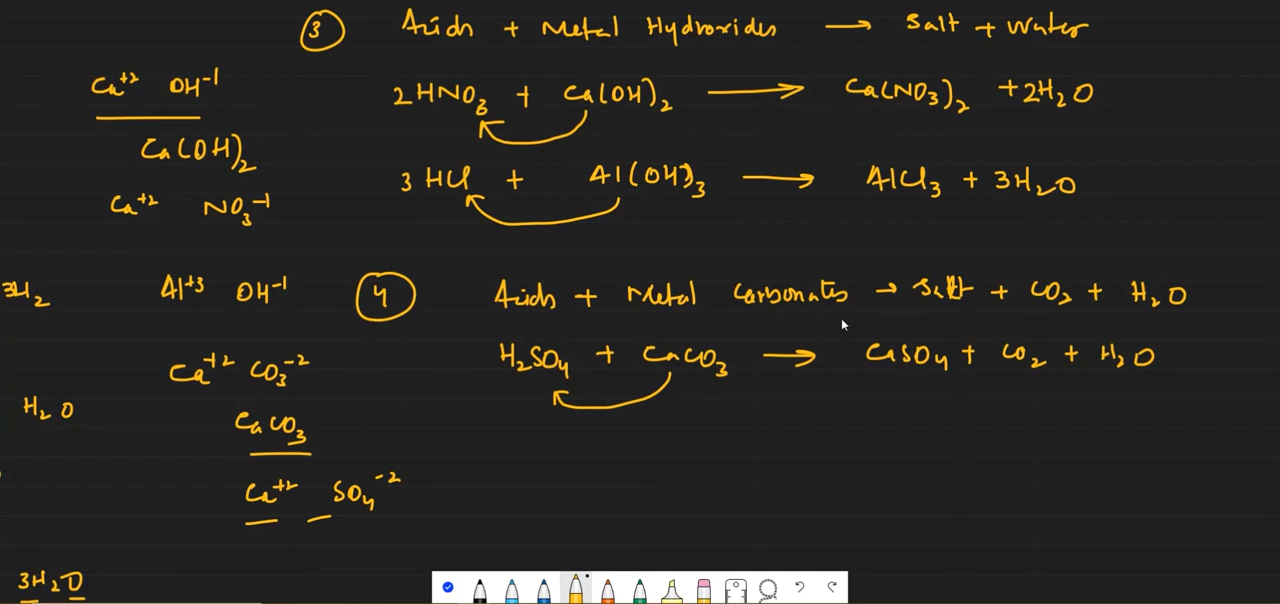 ③ Acids + Metal Hydroxides → Salt + Water
Ca⁺² OH⁻¹
2HNO₃ + Ca(OH)₂ → Ca(NO₃)₂ + 2H₂O
Ca(OH)₂
3HCl + Al(OH)₃ → AlCl₃ + 3H₂O
Ca⁺² NO₃⁻¹
3H₂
Al⁺³ OH⁻¹
④ Acids + Metal Carbonates → Salt + CO₂ + H₂O
H₂SO₄ + CaCO₃ → CaSO₄ + CO₂ + H₂O
Ca⁺² CO₃⁻²
H₂O
CaCO₃
Ca⁺² SO₄⁻²
3H₂O